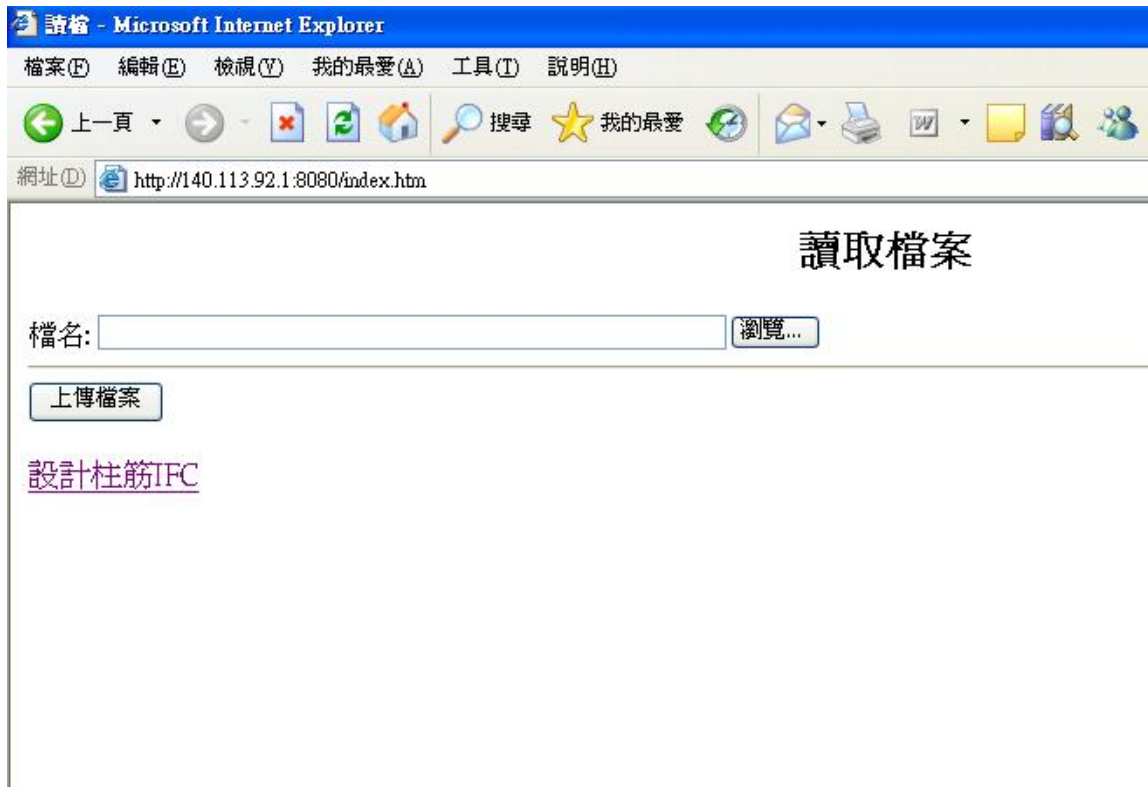 讀檔 - Microsoft Internet Explorer
檔案(F) 編輯(E) 檢視(V) 我的最愛(A) 工具(T) 說明(H)
上一頁 搜尋 我的最愛 W
網址(D) http://140.113.92.1:8080/index.htm
讀取檔案
檔名: 瀏覽...
上傳檔案
設計柱筋IFC